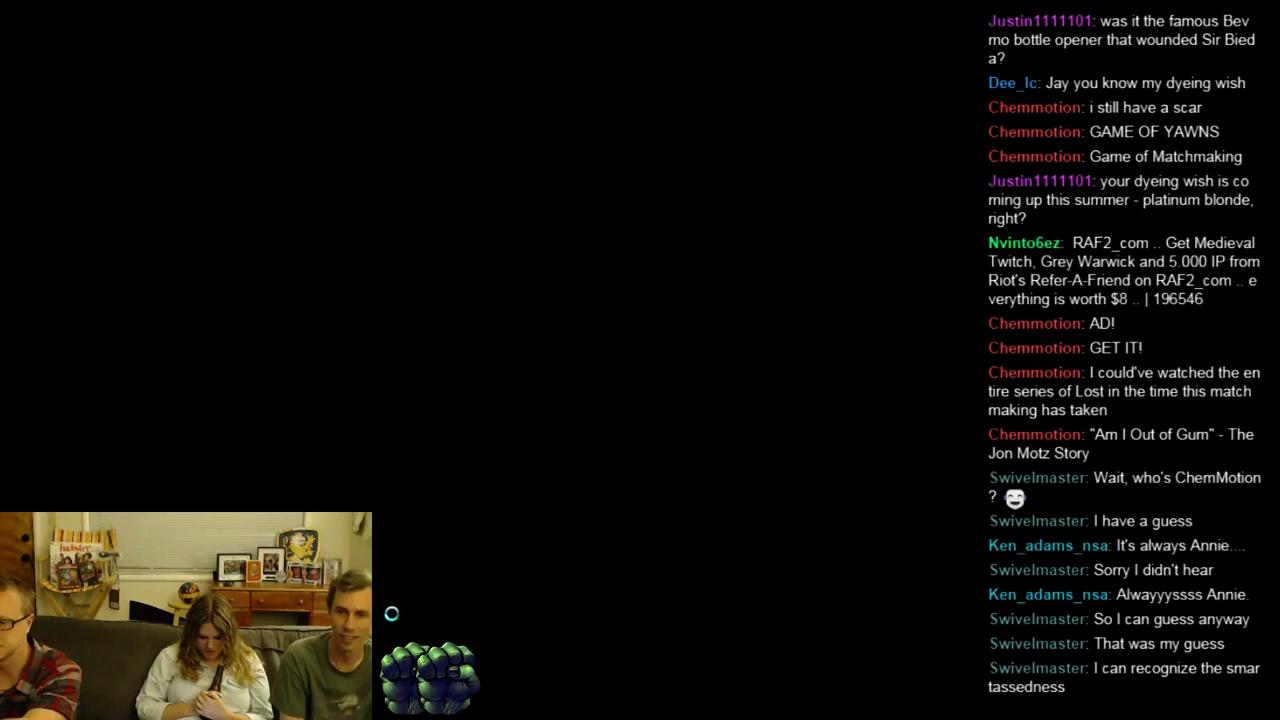 Justin1111101: was it the famous Bev
mo bottle opener that wounded Sir Bied
a?
Dee_Ic: Jay you know my dyeing wish
Chemmotion: i still have a scar
Chemmotion: GAME OF YAWNS
Chemmotion: Game of Matchmaking
Justin1111101: your dyeing wish is co
ming up this summer - platinum blonde,
right?
Nvinto6ez: RAF2_com .. Get Medieval
Twitch, Grey Warwick and 5.000 IP from
Riot's Refer-A-Friend on RAF2_com .. e
verything is worth $8 .. | 196546
Chemmotion: AD!
Chemmotion: GET IT!
Chemmotion: I could've watched the en
tire series of Lost in the time this match
making has taken
Chemmotion: "Am I Out of Gum" - The
Jon Motz Story
Swivelmaster: Wait, who's ChemMotion
?
Swivelmaster: I have a guess
Ken_adams_nsa: It's always Annie....
Swivelmaster: Sorry I didn't hear
Ken_adams_nsa: Alwayyyssss Annie.
Swivelmaster: So I can guess anyway
Swivelmaster: That was my guess
Swivelmaster: I can recognize the smar
tassedness
Twister